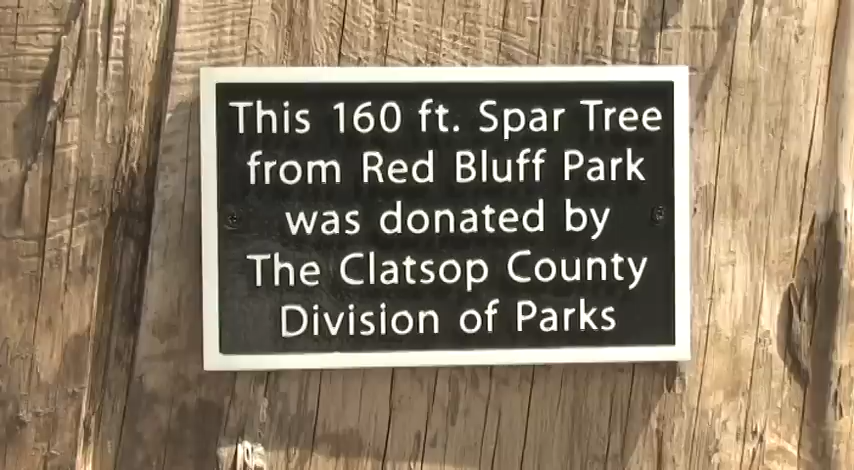 This 160 ft. Spar Tree
from Red Bluff Park
was donated by
The Clatsop County
Division of Parks